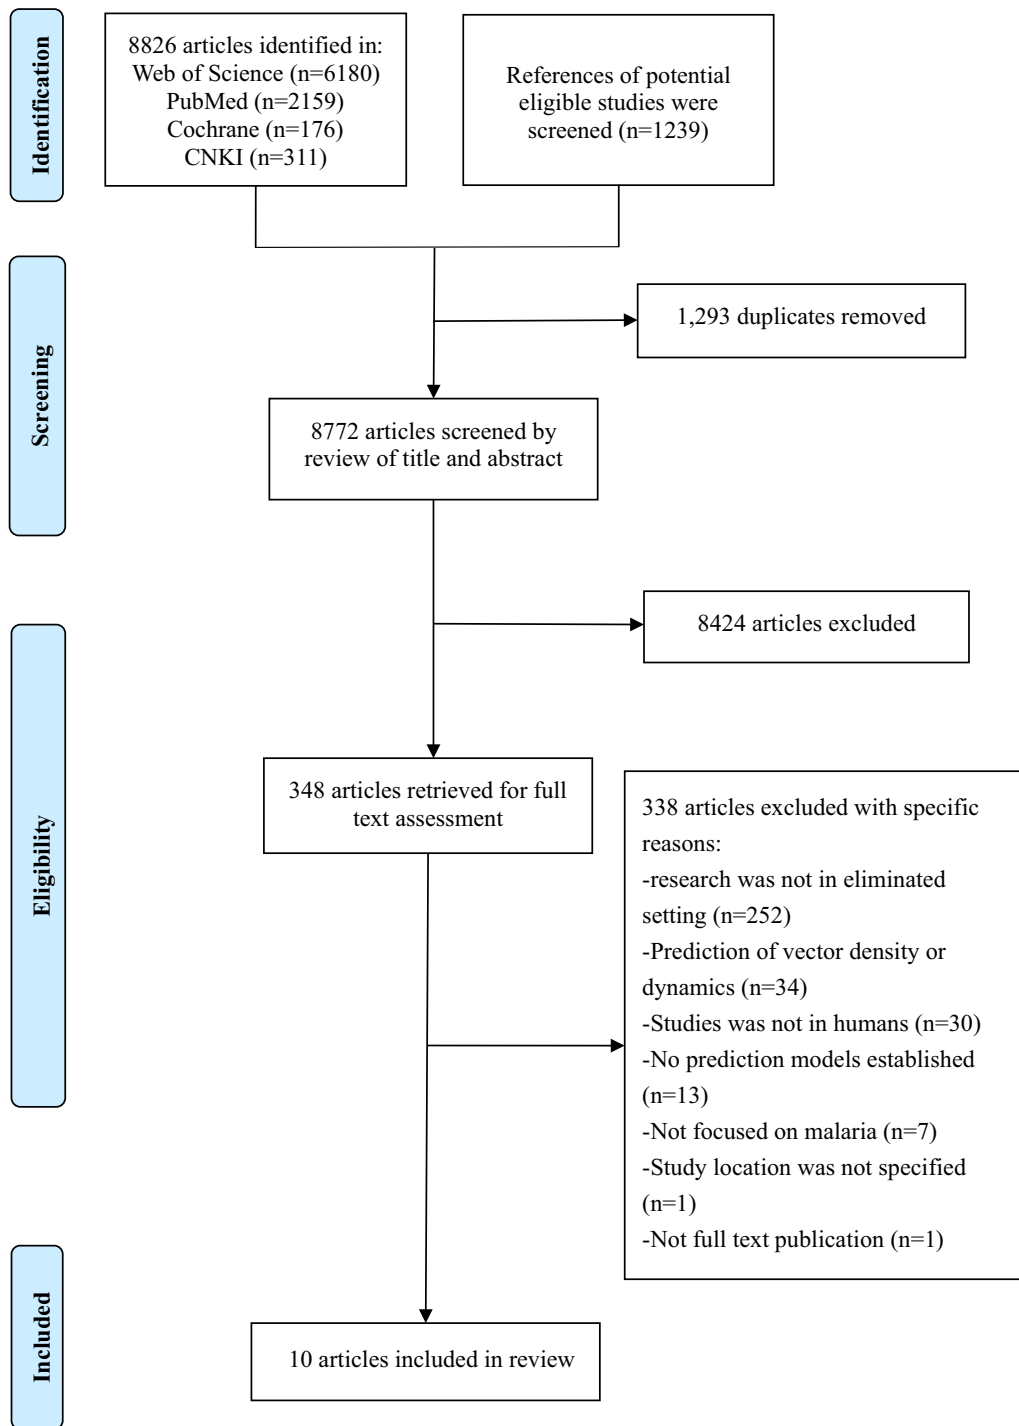 Identification
8826 articles identified in:
Web of Science (n=6180)
PubMed (n=2159)
Cochrane (n=176)
CNKI (n=311)
References of potential
eligible studies were
screened (n=1239)
Screening
1,293 duplicates removed
8772 articles screened by
review of title and abstract
8424 articles excluded
Eligibility
348 articles retrieved for full
text assessment
338 articles excluded with specific
reasons:
-research was not in eliminated
setting (n=252)
-Prediction of vector density or
dynamics (n=34)
-Studies was not in humans (n=30)
-No prediction models established
(n=13)
-Not focused on malaria (n=7)
-Study location was not specified
(n=1)
-Not full text publication (n=1)
Included
10 articles included in review